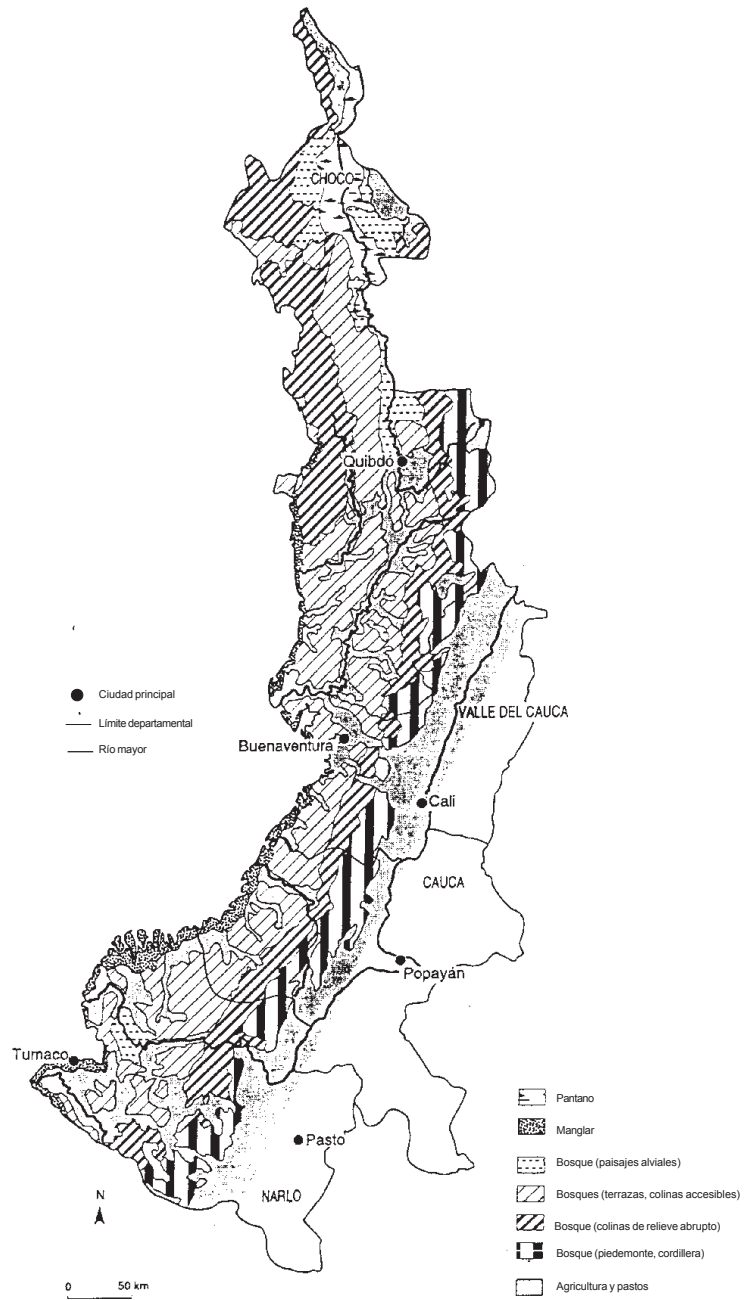 CHOCO
Quibdó
Ciudad principal
Límite departamental
Río mayor
VALLE DEL CAUCA
Buenaventura
Cali
CAUCA
Popayán
Tumaco
Pasto
NARLO
N
0 50 km
Pantano
Manglar
Bosque (paisajes alviales)
Bosques (terrazas, colinas accesibles)
Bosque (colinas de relieve abrupto)
Bosque (piedemonte, cordillera)
Agricultura y pastos